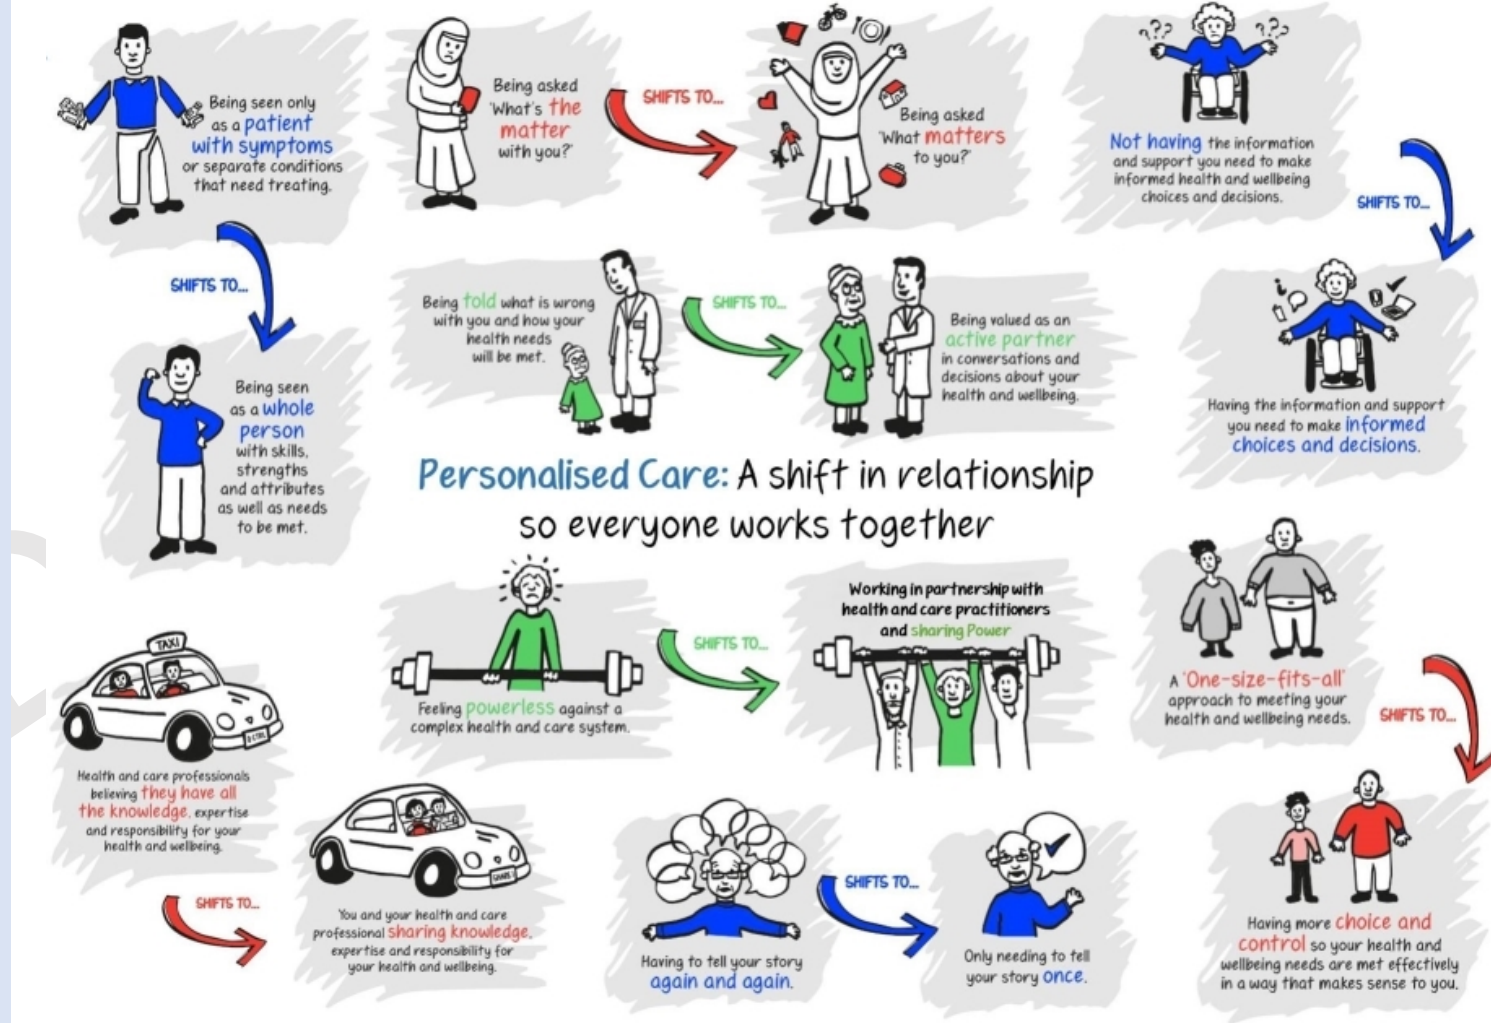 Being seen only
as a patient
with symptoms
or separate conditions
that need treating.
SHIFTS TO...
Being seen
as a whole
person
with skills,
strengths
and attributes
as well as needs
to be met.
Being asked
'What's the
matter
with you?'
SHIFTS TO...
Being asked
'What matters
to you?'
???
???
Not having the information
and support you need to make
informed health and wellbeing
choices and decisions.
SHIFTS TO...
Having the information and support
you need to make informed
choices and decisions.
Being told what is wrong
with you and how your
health needs
will be met.
SHIFTS TO...
Being valued as an
active partner
in conversations and
decisions about your
health and wellbeing.
Personalised Care: A shift in relationship
so everyone works together
Feeling powerless against a
complex health and care system.
SHIFTS TO...
Working in partnership with
health and care practitioners
and sharing Power
A 'One-size-fits-all'
approach to meeting your
health and wellbeing needs.
SHIFTS TO...
Having more choice and
control so your health and
wellbeing needs are met effectively
in a way that makes sense to you.
TAXI
Health and care professionals
believing they have all
the knowledge, expertise
and responsibility for your
health and wellbeing.
SHIFTS TO...
You and your health and care
professional sharing knowledge,
expertise and responsibility for
your health and wellbeing.
Having to tell your story
again and again.
SHIFTS TO...
Only needing to tell
your story once.